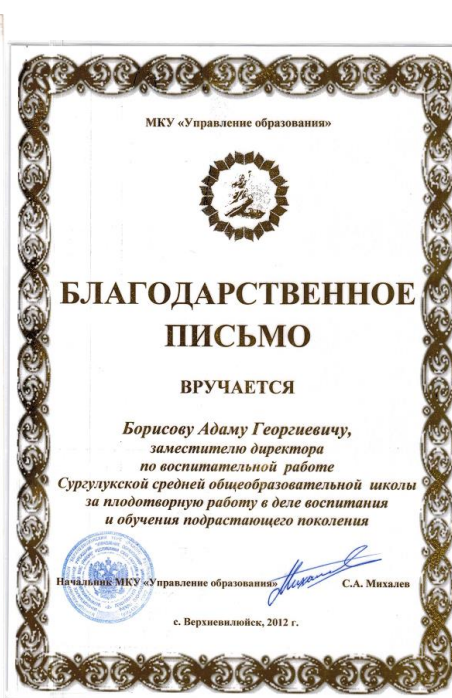 МКУ «Управление образования»
БЛАГОДАРСТВЕННОЕ
ПИСЬМО
ВРУЧАЕТСЯ
Борисову Адаму Георгиевичу,
заместителю директора
по воспитательной работе
Сургулукской средней общеобразовательной школы
за плодотворную работу в деле воспитания
и обучения подрастающего поколения
Начальник МКУ «Управление образования» С.А. Михалев
с. Верхневилюйск, 2012 г.